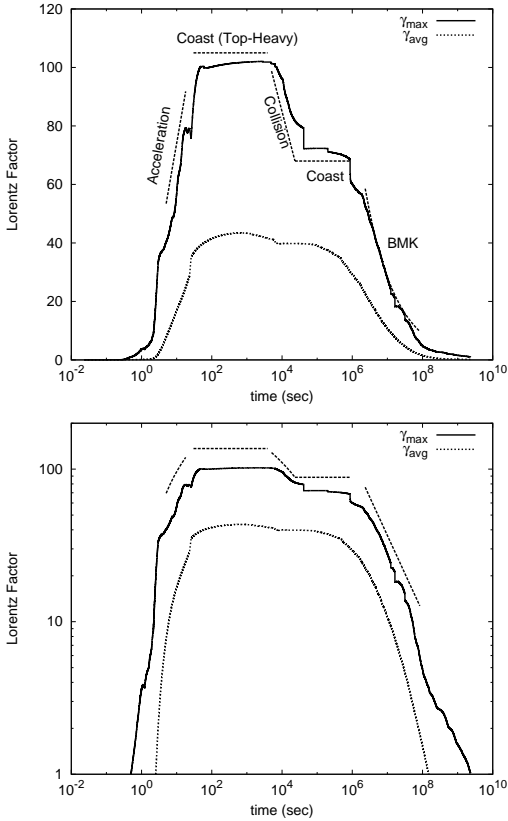 120
100
80
60
40
20
0
Lorentz Factor
γmax
γavg
Coast (Top-Heavy)
Acceleration
Collision
Coast
BMK
10-2 100 102 104 106 108 1010
time (sec)
100
10
1
Lorentz Factor
γmax
γavg
10-2 100 102 104 106 108 1010
time (sec)